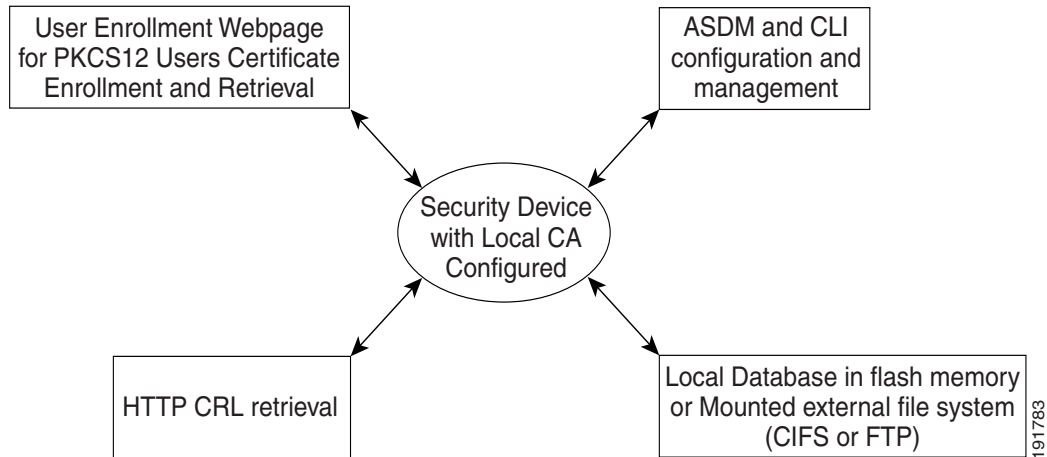 User Enrollment Webpage
for PKCS12 Users Certificate
Enrollment and Retrieval
ASDM and CLI
configuration and
management
Security Device
with Local CA
Configured
HTTP CRL retrieval
Local Database in flash memory
or Mounted external file system
(CIFS or FTP)
191783